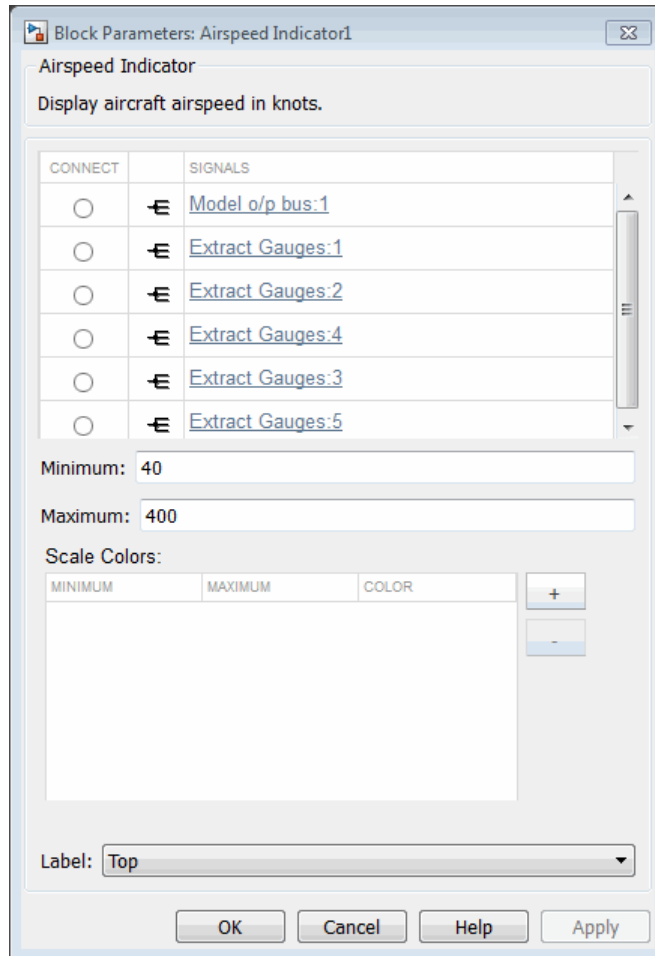 Block Parameters: Airspeed Indicator1
Airspeed Indicator
Display aircraft airspeed in knots.
CONNECT SIGNALS
Model o/p bus:1
Extract Gauges:1
Extract Gauges:2
Extract Gauges:4
Extract Gauges:3
Extract Gauges:5
Minimum: 40
Maximum: 400
Scale Colors:
MINIMUM MAXIMUM COLOR
+
-
Label: Top
OK Cancel Help Apply